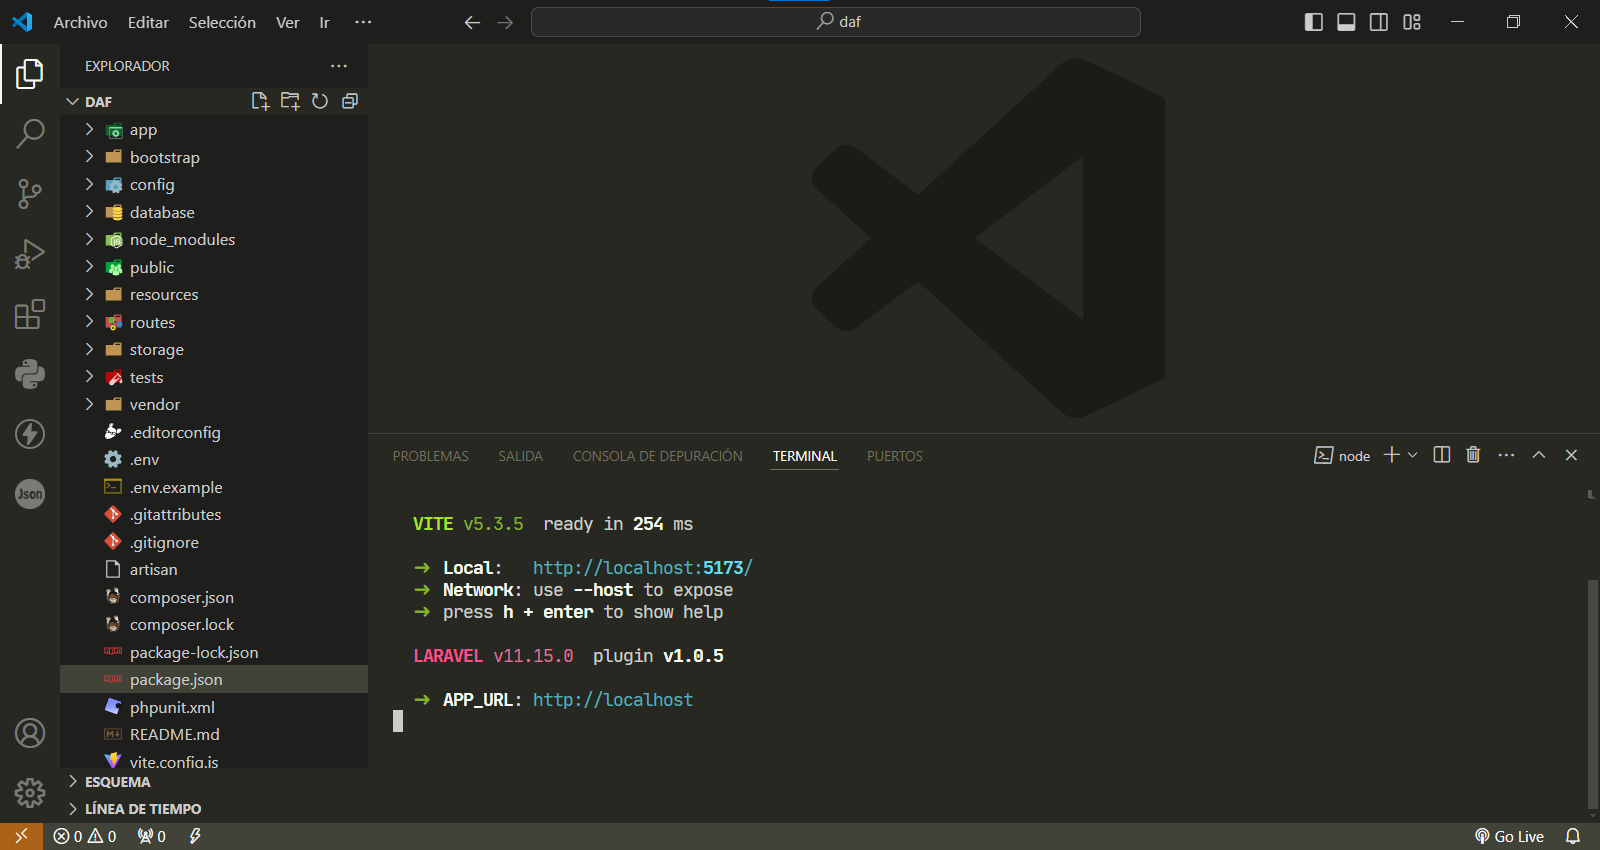 Archivo Editar Selección Ver Ir ··· daf
EXPLORADOR
DAF
app
bootstrap
config
database
node_modules
public
resources
routes
storage
tests
vendor
.editorconfig
.env
.env.example
.gitattributes
.gitignore
artisan
composer.json
composer.lock
package-lock.json
package.json
phpunit.xml
README.md
vite.config.js
ESQUEMA
LÍNEA DE TIEMPO
Json
PROBLEMAS SALIDA CONSOLA DE DEPURACIÓN TERMINAL PUERTOS node
VITE v5.3.5 ready in 254 ms
➜ Local: http://localhost:5173/
➜ Network: use --host to expose
➜ press h + enter to show help
LARAVEL v11.15.0 plugin v1.0.5
➜ APP_URL: http://localhost
0 0 0 Go Live